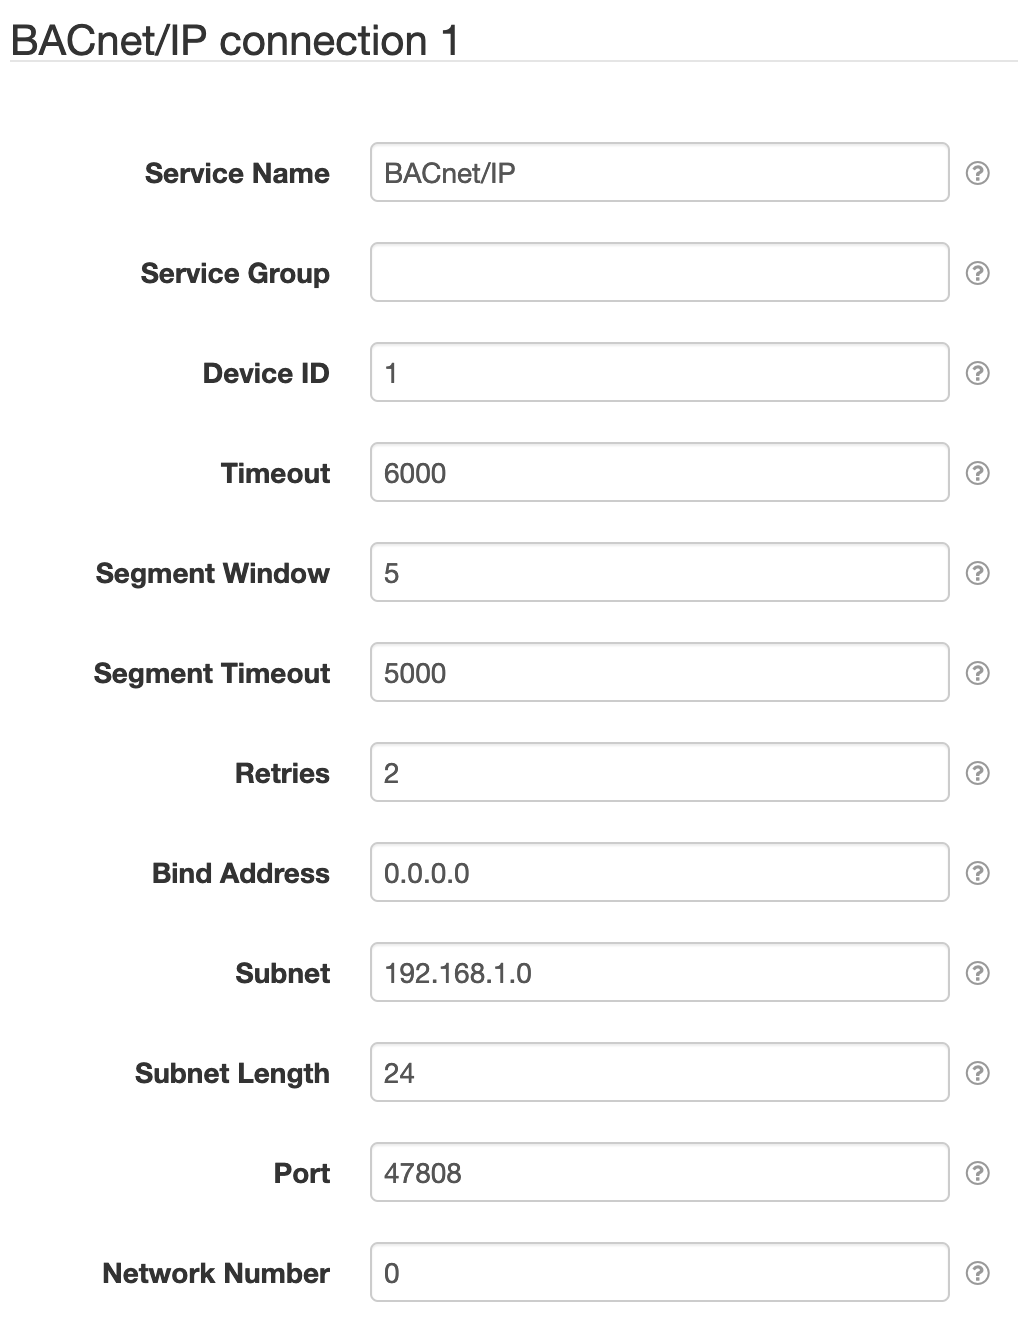 BACnet/IP connection 1
Service Name BACnet/IP ?
Service Group ?
Device ID 1 ?
Timeout 6000 ?
Segment Window 5 ?
Segment Timeout 5000 ?
Retries 2 ?
Bind Address 0.0.0.0 ?
Subnet 192.168.1.0 ?
Subnet Length 24 ?
Port 47808 ?
Network Number 0 ?